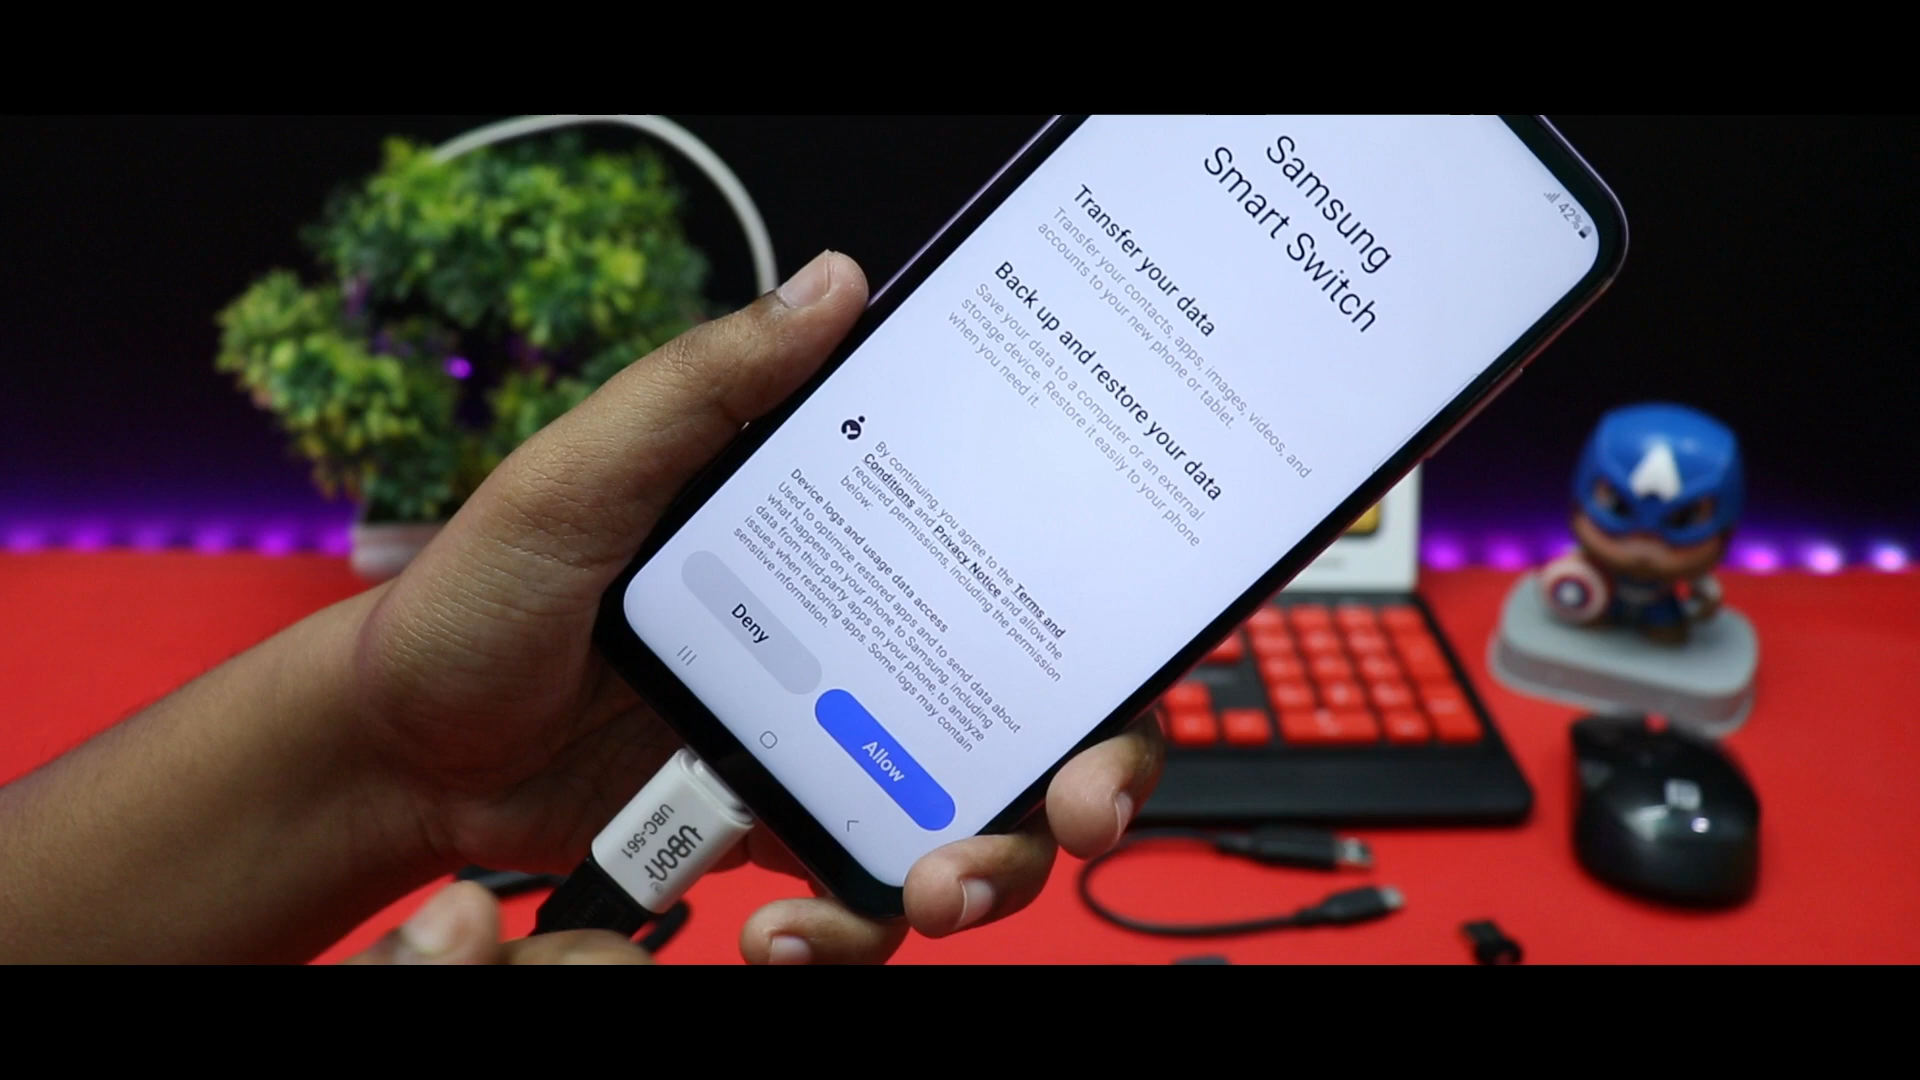 42%
Samsung
Smart Switch
Transfer your data
Transfer your contacts, apps, images, videos, and
accounts to your new phone or tablet.
Back up and restore your data
Save your data to a computer or an external
storage device. Restore it easily to your phone
when you need it.
By continuing, you agree to the Terms and
Conditions and Privacy Notice and allow the
required permissions, including the permission
below:
Device logs and usage data access
Used to optimize restored apps and to send data about
what happens on your phone to Samsung, including
data from third-party apps on your phone, to analyze
issues when restoring apps. Some logs may contain
sensitive information.
Deny
Allow
UBON
UBC-561